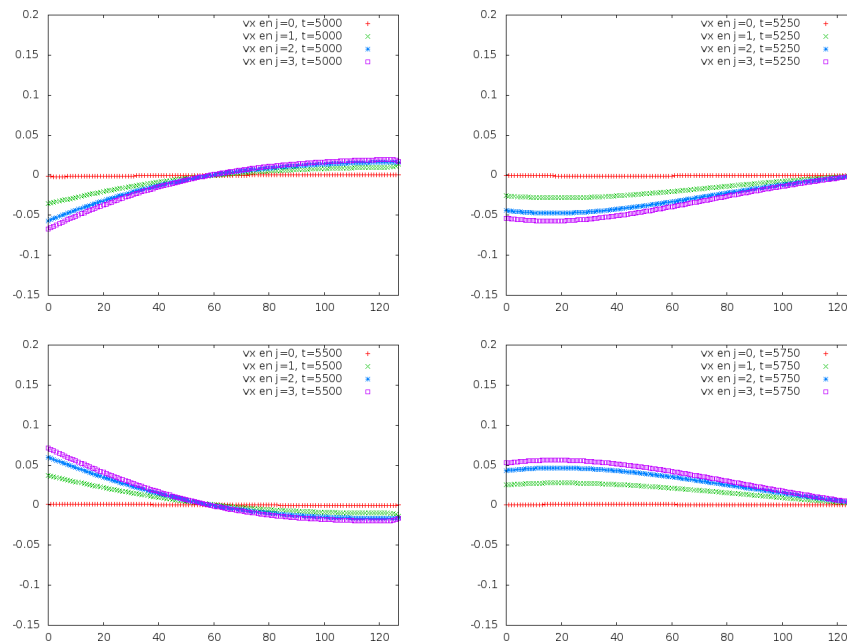 0.2
0.15
0.1
0.05
0
-0.05
-0.1
-0.15
0 20 40 60 80 100 120
vx en j=0, t=5000
vx en j=1, t=5000
vx en j=2, t=5000
vx en j=3, t=5000
0.2
0.15
0.1
0.05
0
-0.05
-0.1
-0.15
0 20 40 60 80 100 120
vx en j=0, t=5250
vx en j=1, t=5250
vx en j=2, t=5250
vx en j=3, t=5250
0.2
0.15
0.1
0.05
0
-0.05
-0.1
-0.15
0 20 40 60 80 100 120
vx en j=0, t=5500
vx en j=1, t=5500
vx en j=2, t=5500
vx en j=3, t=5500
0.2
0.15
0.1
0.05
0
-0.05
-0.1
-0.15
0 20 40 60 80 100 120
vx en j=0, t=5750
vx en j=1, t=5750
vx en j=2, t=5750
vx en j=3, t=5750